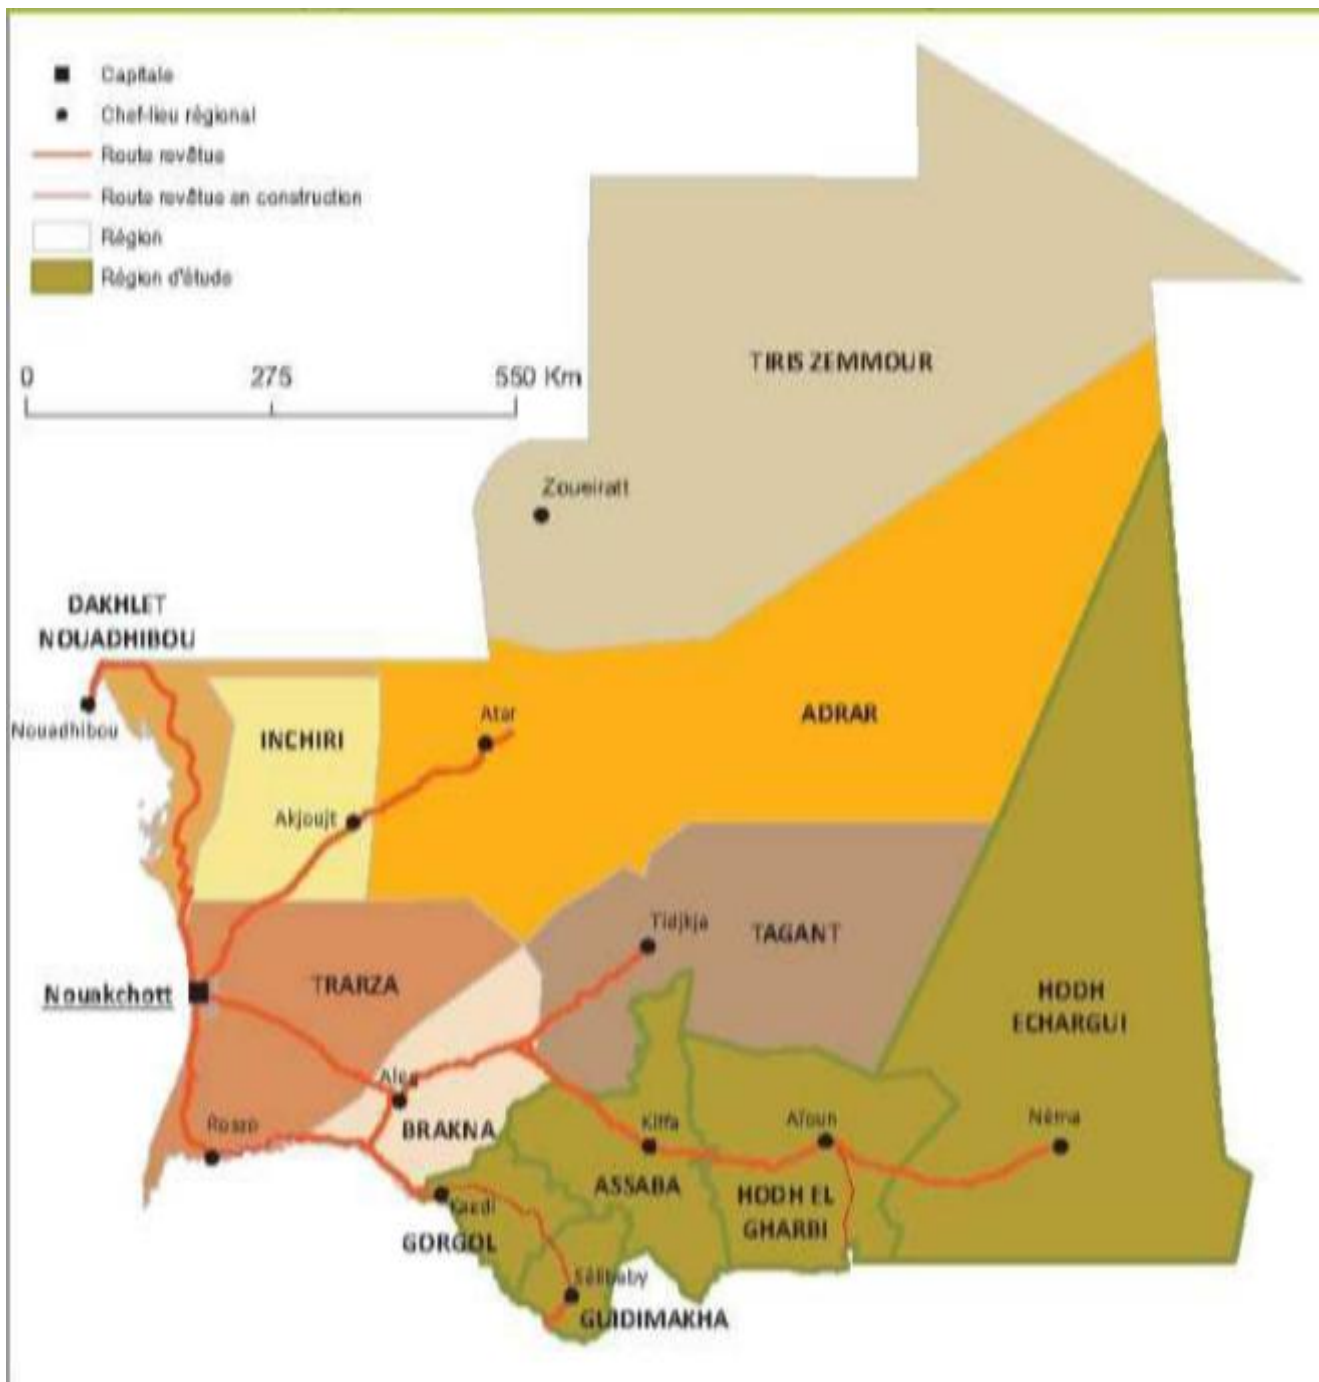 Capitale
Chef-lieu régional
Route revêtue
Route revêtue en construction
Région
Région d'étude
0 275 550 Km
TIRIS ZEMMOUR
Zoueiratt
DAKHLET
NOUADHIBOU
Nouadhibou
INCHIRI
Atar
ADRAR
Akjoujt
Tidjkja
TAGANT
Nouakchott
TRARZA
HODH
ECHARGUI
Aleg
BRAKNA
Rosso
Kiffa
Aïoun
Néma
ASSABA
HODH EL
GHARBI
Kaedi
GORGOL
Sélibaby
GUIDIMAKHA